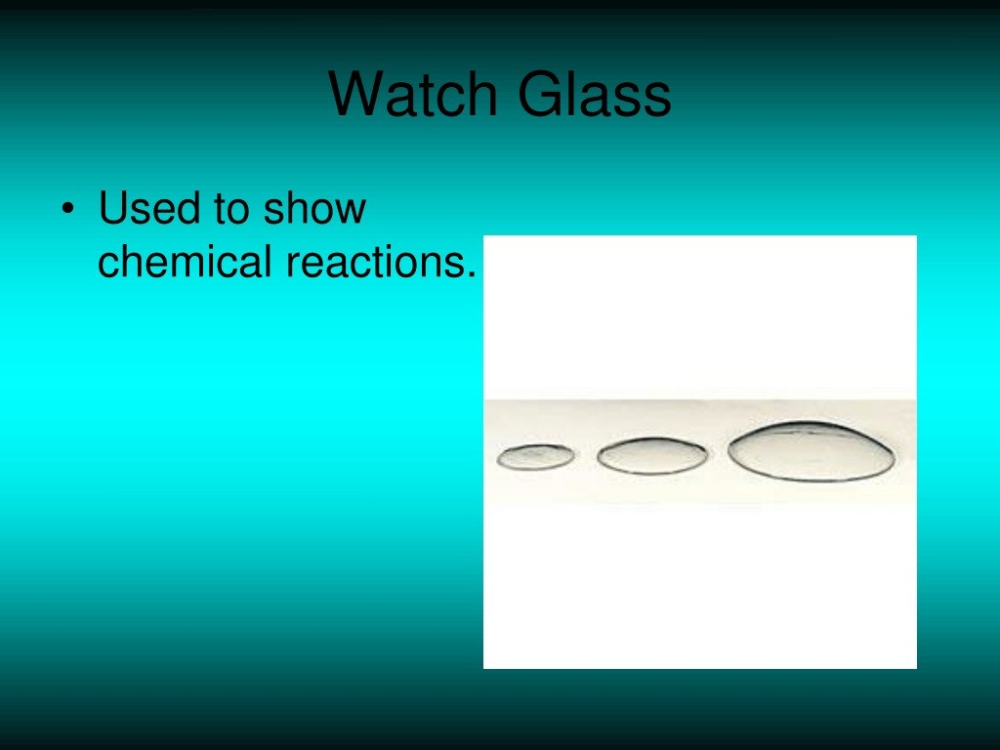 Watch Glass
• Used to show
chemical reactions.